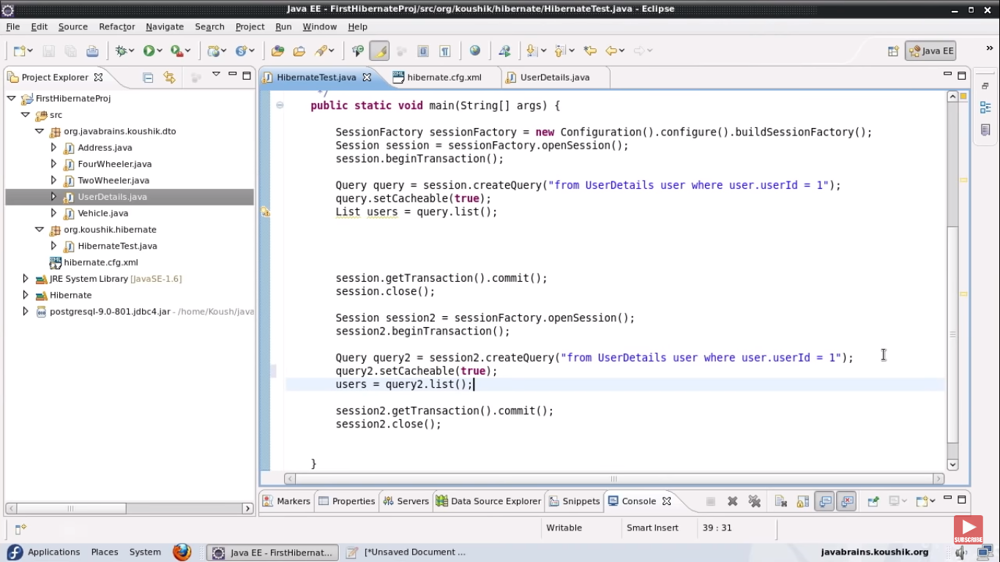 Java EE - FirstHibernateProj/src/org/koushik/hibernate/HibernateTest.java - Eclipse
File Edit Source Refactor Navigate Search Project Run Window Help
Java EE
Project Explorer
HibernateTest.java hibernate.cfg.xml UserDetails.java
FirstHibernateProj
src
org.javabrains.koushik.dto
Address.java
FourWheeler.java
TwoWheeler.java
UserDetails.java
Vehicle.java
org.koushik.hibernate
HibernateTest.java
hibernate.cfg.xml
JRE System Library [JavaSE-1.6]
Hibernate
postgresql-9.0-801.jdbc4.jar - /home/Koush/java
*/
public static void main(String[] args) {
SessionFactory sessionFactory = new Configuration().configure().buildSessionFactory();
Session session = sessionFactory.openSession();
session.beginTransaction();
Query query = session.createQuery("from UserDetails user where user.userId = 1");
query.setCacheable(true);
List users = query.list();
session.getTransaction().commit();
session.close();
Session session2 = sessionFactory.openSession();
session2.beginTransaction();
Query query2 = session2.createQuery("from UserDetails user where user.userId = 1");
query2.setCacheable(true);
users = query2.list();
session2.getTransaction().commit();
session2.close();
}
Markers Properties Servers Data Source Explorer Snippets Console
Writable Smart Insert 39 : 31
SUBSCRIBE
Applications Places System Java EE - FirstHibernat... [*Unsaved Document ... javabrains.koushik.org